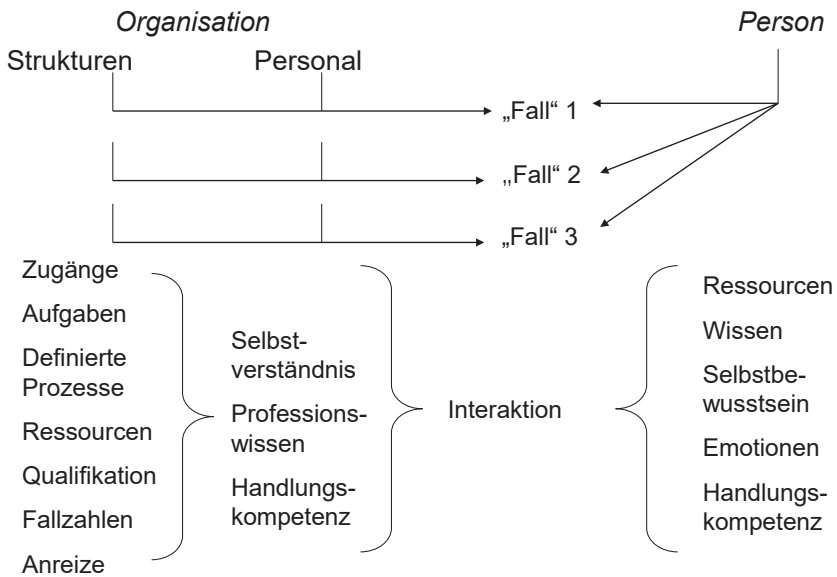 Organisation
Person
Strukturen
Personal
„Fall“ 1
„Fall“ 2
„Fall“ 3
Zugänge
Aufgaben
Definierte
Prozesse
Ressourcen
Qualifikation
Fallzahlen
Anreize
Selbst-
verständnis
Professions-
wissen
Handlungs-
kompetenz
Interaktion
Ressourcen
Wissen
Selbstbe-
wusstsein
Emotionen
Handlungs-
kompetenz